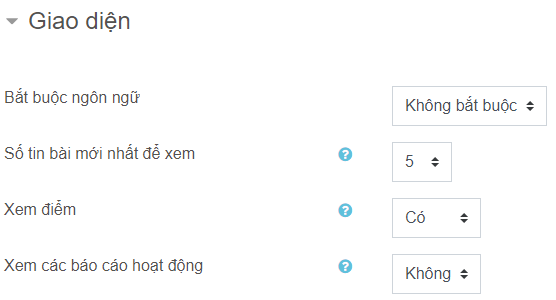 Giao diện
Bắt buộc ngôn ngữ Không bắt buộc
Số tin bài mới nhất để xem ? 5
Xem điểm ? Có
Xem các báo cáo hoạt động ? Không